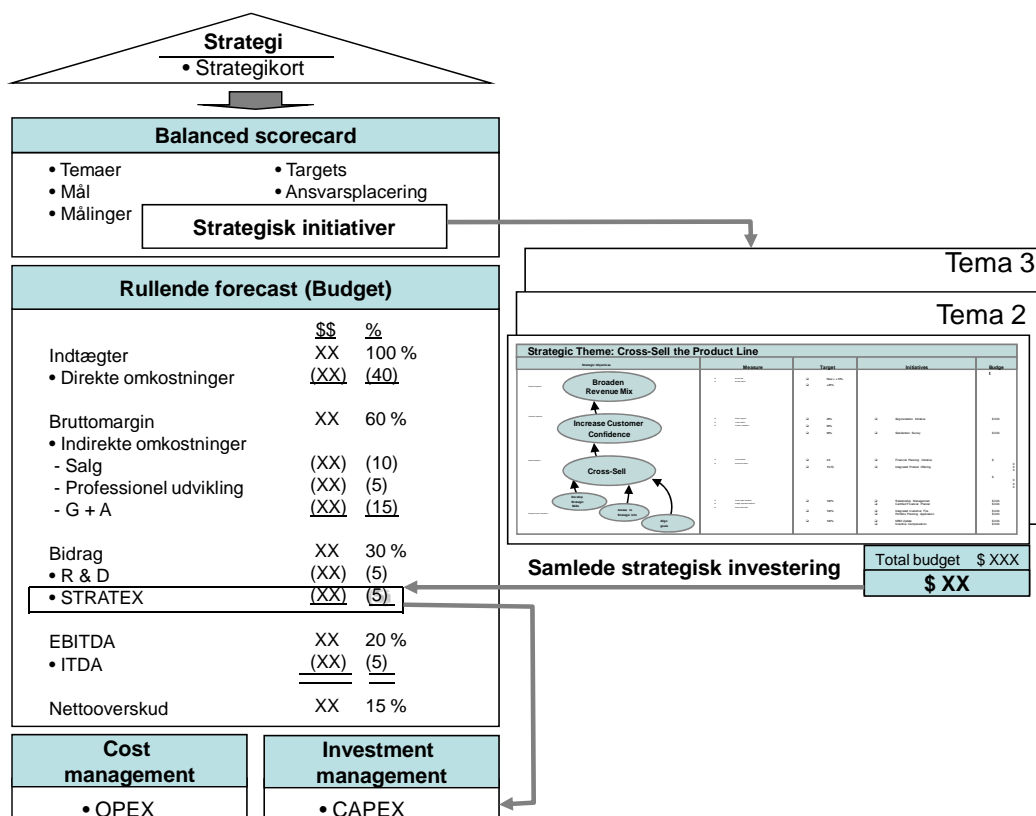 Strategi
• Strategikort
Balanced scorecard
• Temaer
• Mål
• Målinger
• Targets
• Ansvarsplacering
Strategisk initiativer
Tema 3
Tema 2
Rullende forecast (Budget)
$$ %
Indtægter XX 100 %
• Direkte omkostninger (XX) (40)
Bruttomargin XX 60 %
• Indirekte omkostninger
- Salg (XX) (10)
- Professionel udvikling (XX) (5)
- G + A (XX) (15)
Bidrag XX 30 %
• R & D (XX) (5)
• STRATEX (XX) (5)
EBITDA XX 20 %
• ITDA (XX) (5)
Nettooverskud XX 15 %
Strategic Theme: Cross-Sell the Product Line
Strategic Objectives Measure Target Initiatives Budge
Broaden
Revenue Mix
Increase Customer
Confidence
Cross-Sell
Samlede strategisk investering
Total budget $ XXX
$ XX
Cost
management
• OPEX
Investment
management
• CAPEX